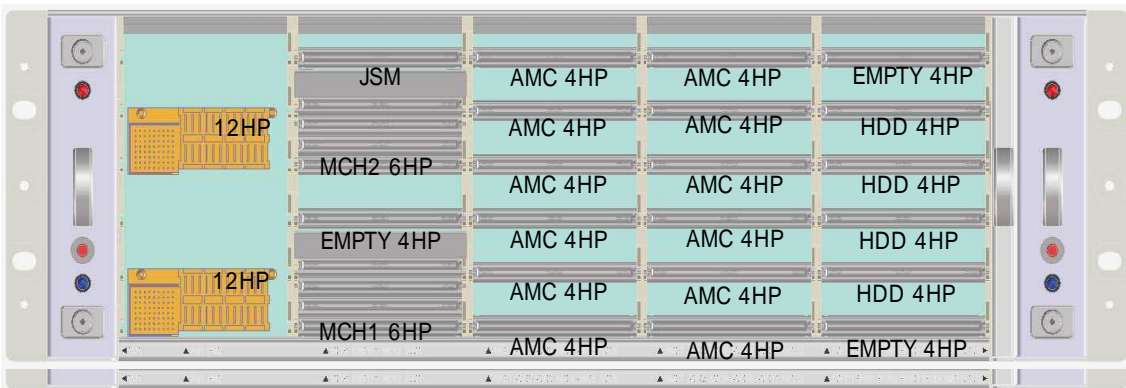 JSM AMC 4HP AMC 4HP EMPTY 4HP
12HP AMC 4HP AMC 4HP HDD 4HP
MCH2 6HP AMC 4HP AMC 4HP HDD 4HP
EMPTY 4HP AMC 4HP AMC 4HP HDD 4HP
12HP AMC 4HP AMC 4HP HDD 4HP
MCH1 6HP AMC 4HP AMC 4HP EMPTY 4HP